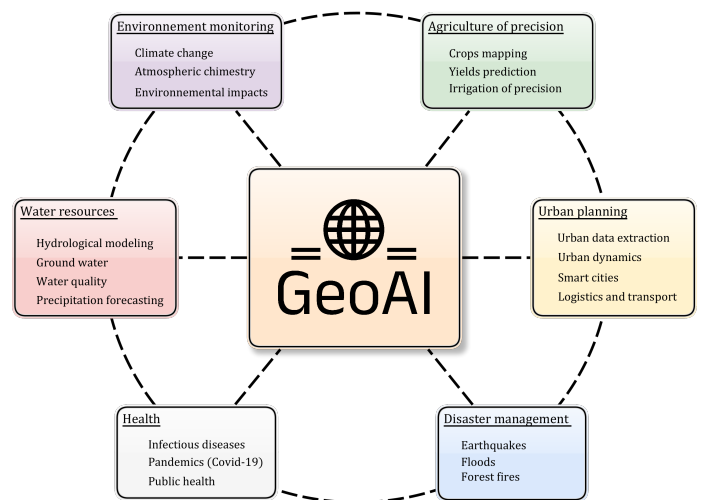 Environnement monitoring
Climate change
Atmospheric chimestry
Environnemental impacts
Agriculture of precision
Crops mapping
Yields prediction
Irrigation of precision
Water resources
Hydrological modeling
Ground water
Water quality
Precipitation forecasting
GeoAI
Urban planning
Urban data extraction
Urban dynamics
Smart cities
Logistics and transport
Health
Infectious diseases
Pandemics (Covid-19)
Public health
Disaster management
Earthquakes
Floods
Forest fires